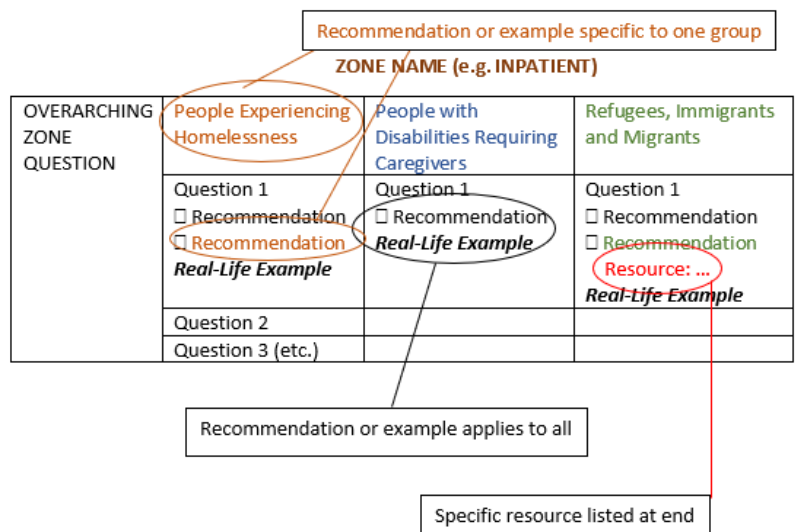 Recommendation or example specific to one group
ZONE NAME (e.g. INPATIENT)
OVERARCHING
ZONE
QUESTION
People Experiencing
Homelessness
People with
Disabilities Requiring
Caregivers
Refugees, Immigrants
and Migrants
Question 1
☐ Recommendation
☐ Recommendation
Real-Life Example
Question 1
☐ Recommendation
Real-Life Example
Question 1
☐ Recommendation
☐ Recommendation
Resource: ...
Real-Life Example
Question 2
Question 3 (etc.)
Recommendation or example applies to all
Specific resource listed at end